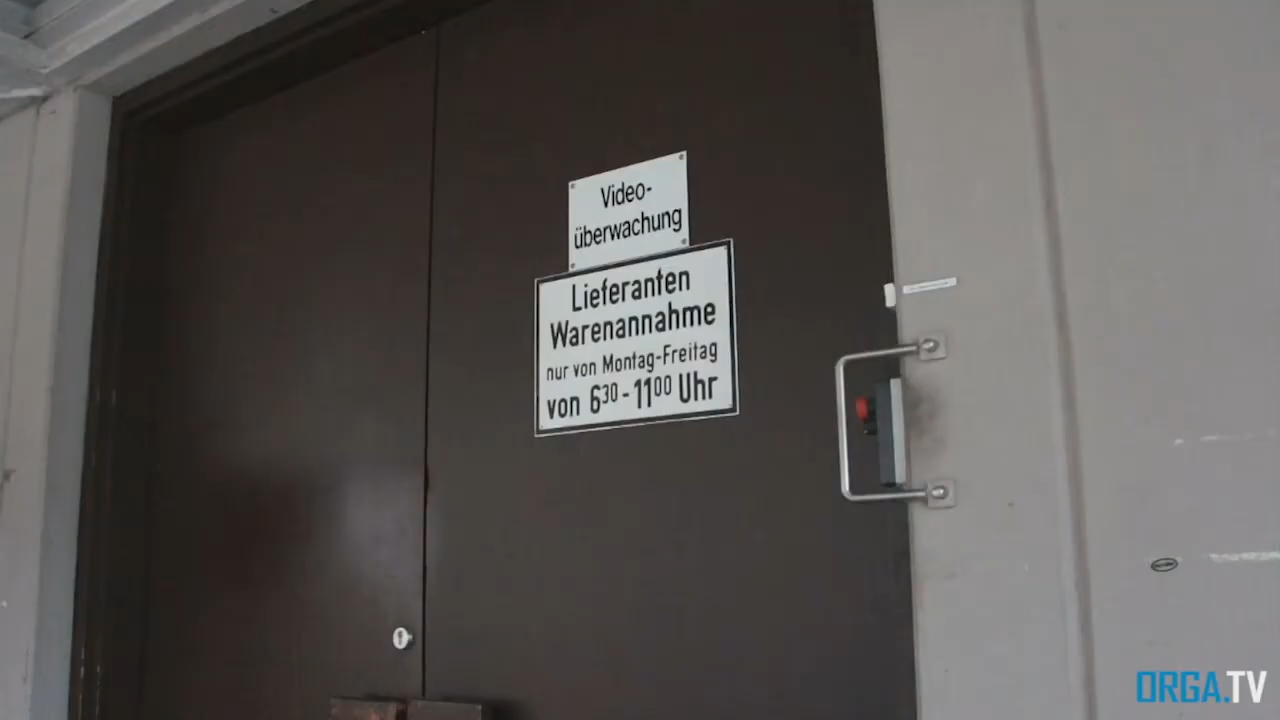 Video-
überwachung
Lieferanten
Warenannahme
nur von Montag-Freitag
von 6³⁰ - 11⁰⁰ Uhr
ORGA.TV